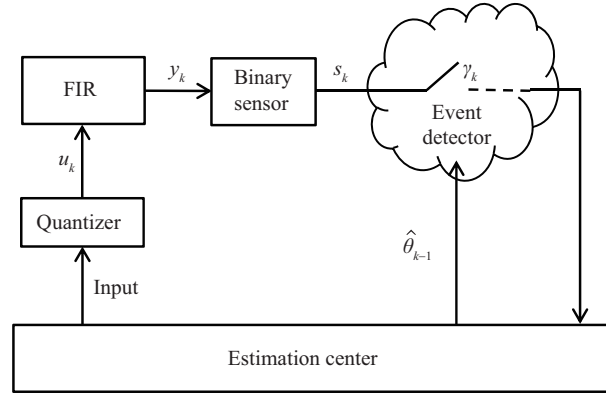 FIR
y_k
Binary
sensor
s_k
γ_k
Event
detector
u_k
Quantizer
Input
θ̂_{k−1}
Estimation center